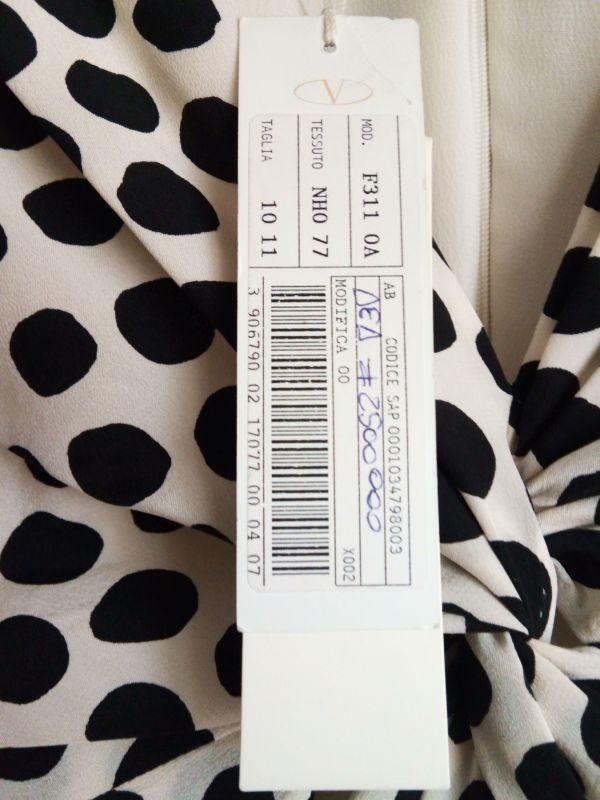 V
MOD. F311 0A
TESSUTO NH0 77
TAGLIA 10 11
AB CODICE SAP 0001034798003
MODIFICA 00 X002
3 906790 02 17077 00 04 07